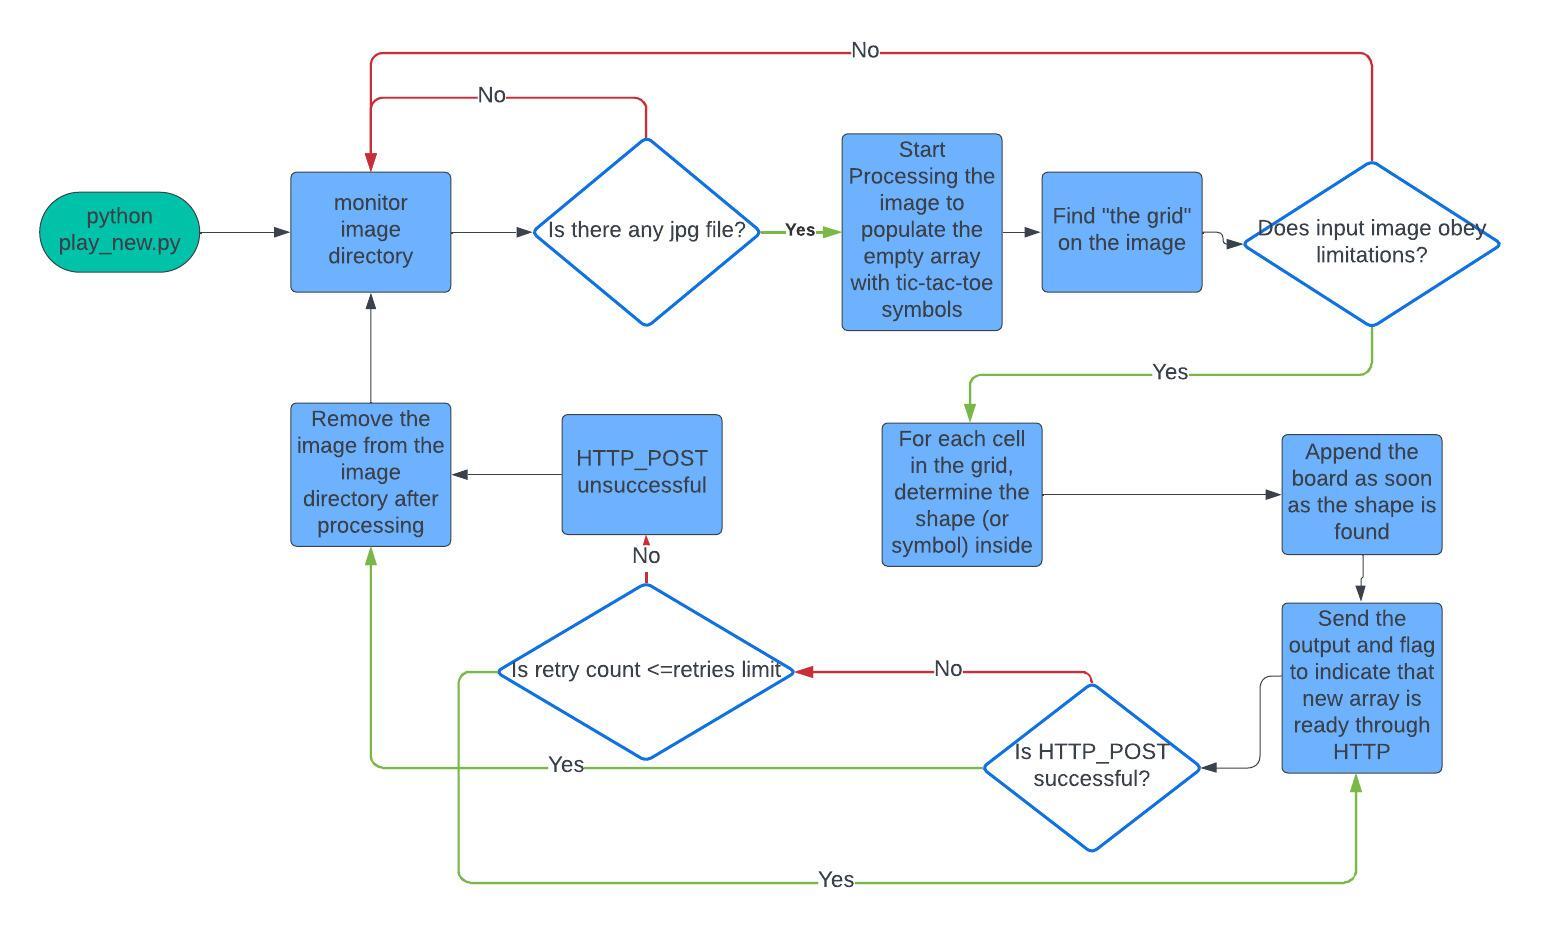 No
No
python
play_new.py
monitor
image
directory
Is there any jpg file?
Yes
Start
Processing the
image to
populate the
empty array
with tic-tac-toe
symbols
Find "the grid"
on the image
Does input image obey
limitations?
Yes
Remove the
image from the
image
directory after
processing
HTTP_POST
unsuccessful
For each cell
in the grid,
determine the
shape (or
symbol) inside
Append the
board as soon
as the shape is
found
No
Is retry count <=retries limit
No
Send the
output and flag
to indicate that
new array is
ready through
HTTP
Is HTTP_POST
successful?
Yes
Yes